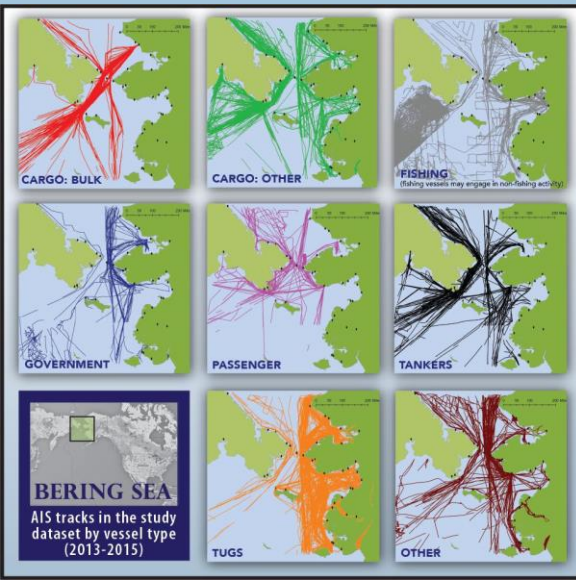 CARGO: BULK
CARGO: OTHER
FISHING
(fishing vessels may engage in non-fishing activity)
GOVERNMENT
PASSENGER
TANKERS
BERING SEA
AIS tracks in the study
dataset by vessel type
(2013-2015)
TUGS
OTHER